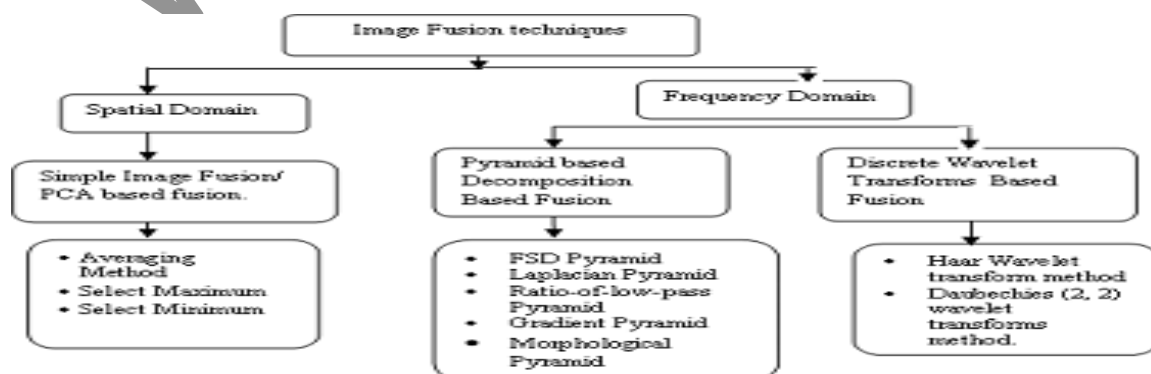 Image Fusion techniques
Spatial Domain
Frequency Domain
Simple Image Fusion/
PCA based fusion.
Pyramid based
Decomposition
Based Fusion
Discrete Wavelet
Transforms Based
Fusion
• Averaging
Method
• Select Maximum
• Select Minimum
• FSD Pyramid
• Laplacian Pyramid
• Ratio-of-low-pass
Pyramid
• Gradient Pyramid
• Morphological
Pyramid
• Haar Wavelet
transform method
• Daubechies (2, 2)
wavelet
transforms
method.